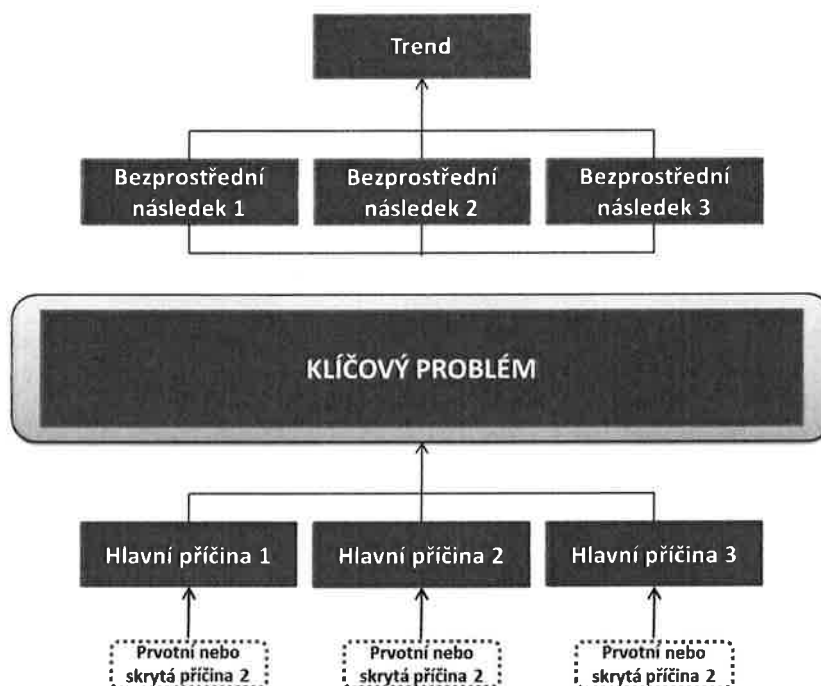 Trend
Bezprostřední
následek 1
Bezprostřední
následek 2
Bezprostřední
následek 3
KLÍČOVÝ PROBLÉM
Hlavní příčina 1
Hlavní příčina 2
Hlavní příčina 3
Prvotní nebo
skrytá příčina 2
Prvotní nebo
skrytá příčina 2
Prvotní nebo
skrytá příčina 2